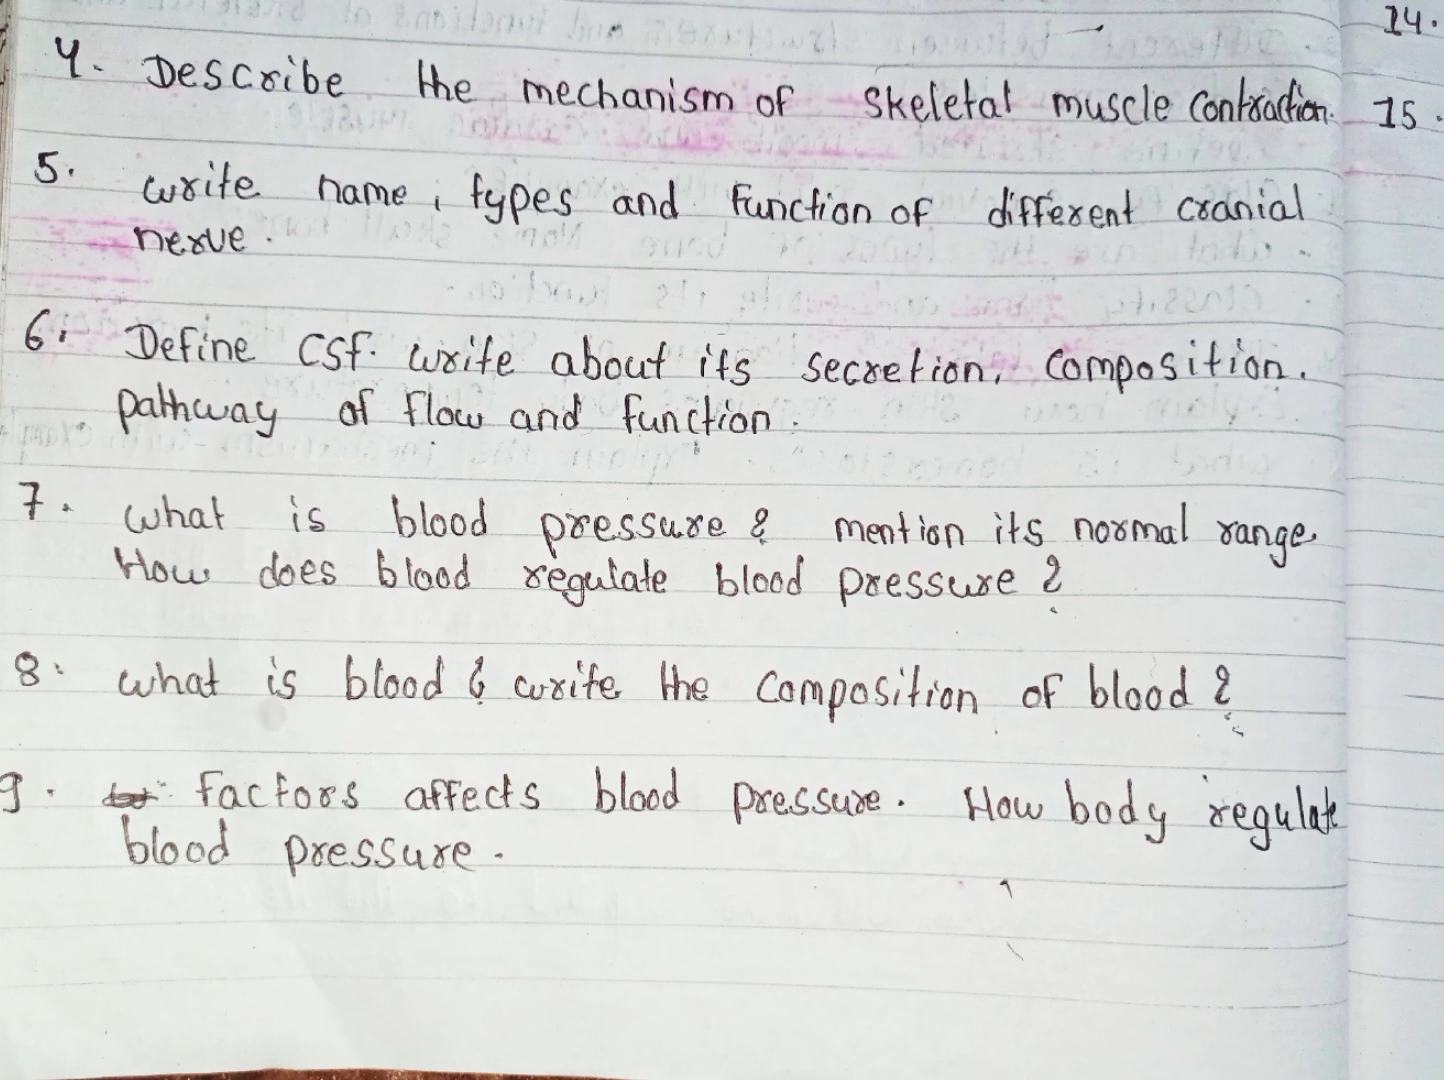 4. Describe the mechanism of skeletal muscle contraction.
5. write name, types and function of different cranial
nerve.
6. Define CSF. write about its secretion, composition.
pathway of flow and function.
7. what is blood pressure? mention its normal range.
How does blood regulate blood pressure?
8. what is blood? write the composition of blood?
9. Factors affects blood pressure. How body regulate
blood pressure.
14.
15.